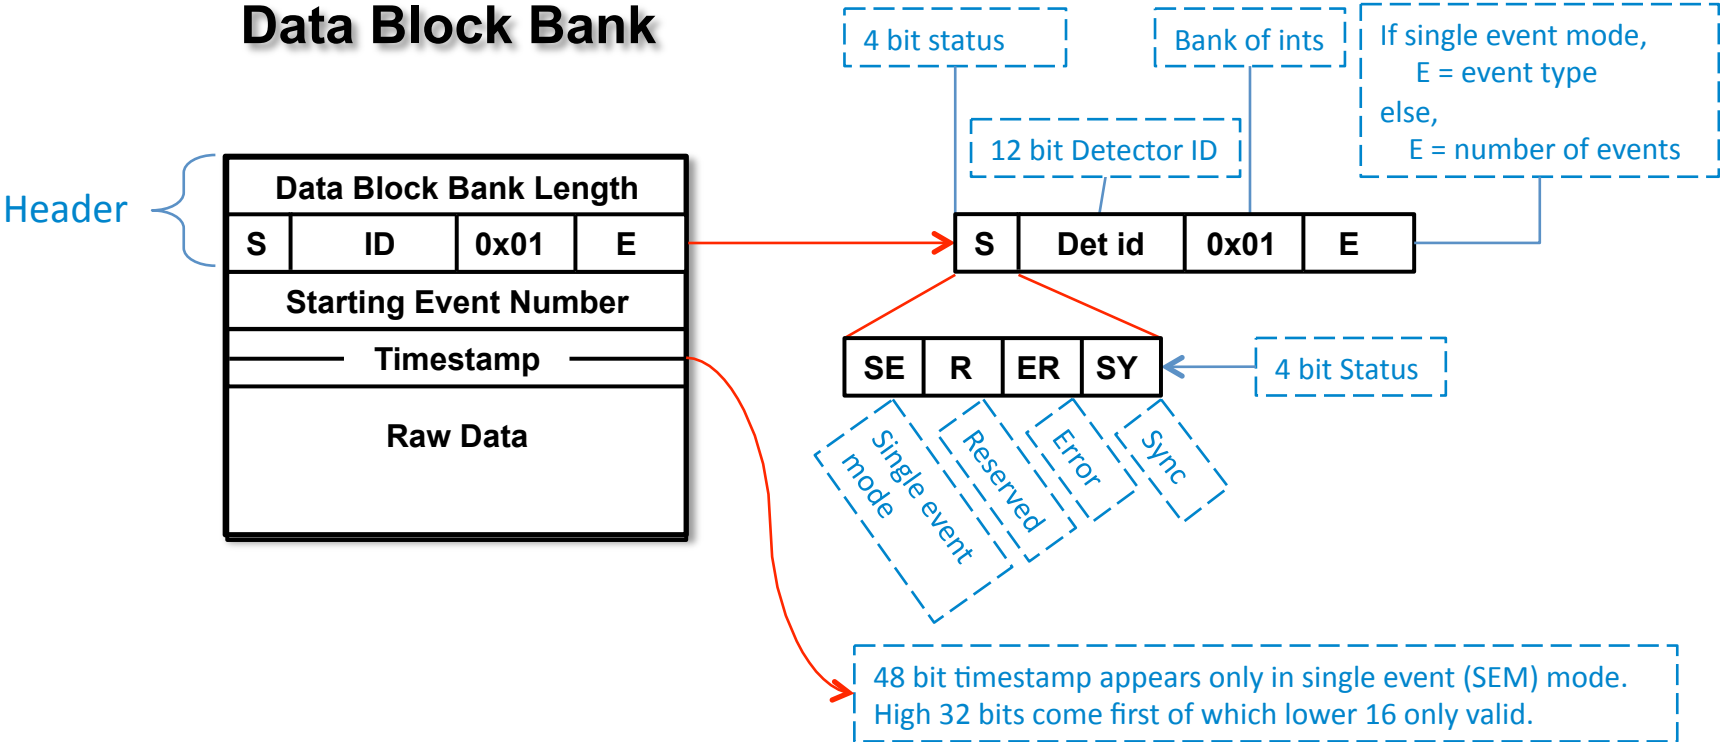 Data Block Bank
4 bit status
Bank of ints
If single event mode,
E = event type
else,
E = number of events
12 bit Detector ID
Header
Data Block Bank Length
S ID 0x01 E
S Det id 0x01 E
Starting Event Number
Timestamp
SE R ER SY
4 bit Status
Raw Data
Single event
mode
Reserved
Error
Sync
48 bit timestamp appears only in single event (SEM) mode.
High 32 bits come first of which lower 16 only valid.